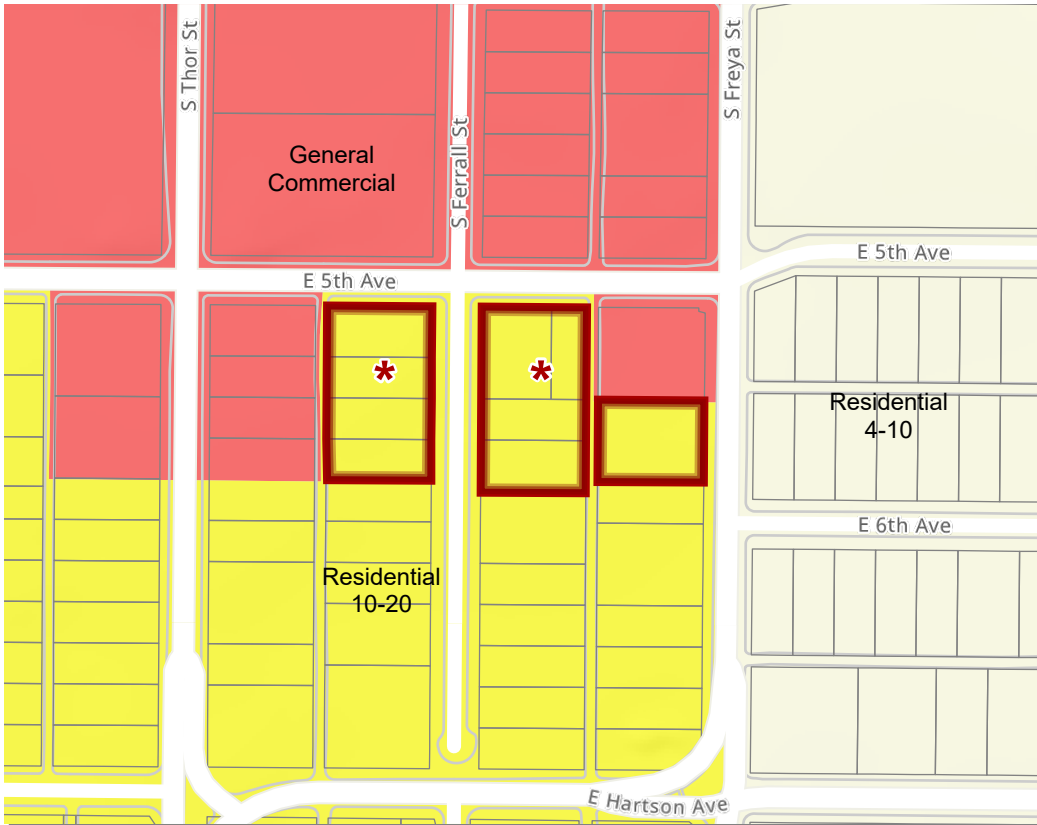 S Thor St
S Freya St
General
Commercial
S Ferrall St
E 5th Ave
E 5th Ave
*
*
Residential
4-10
E 6th Ave
Residential
10-20
E Hartson Ave